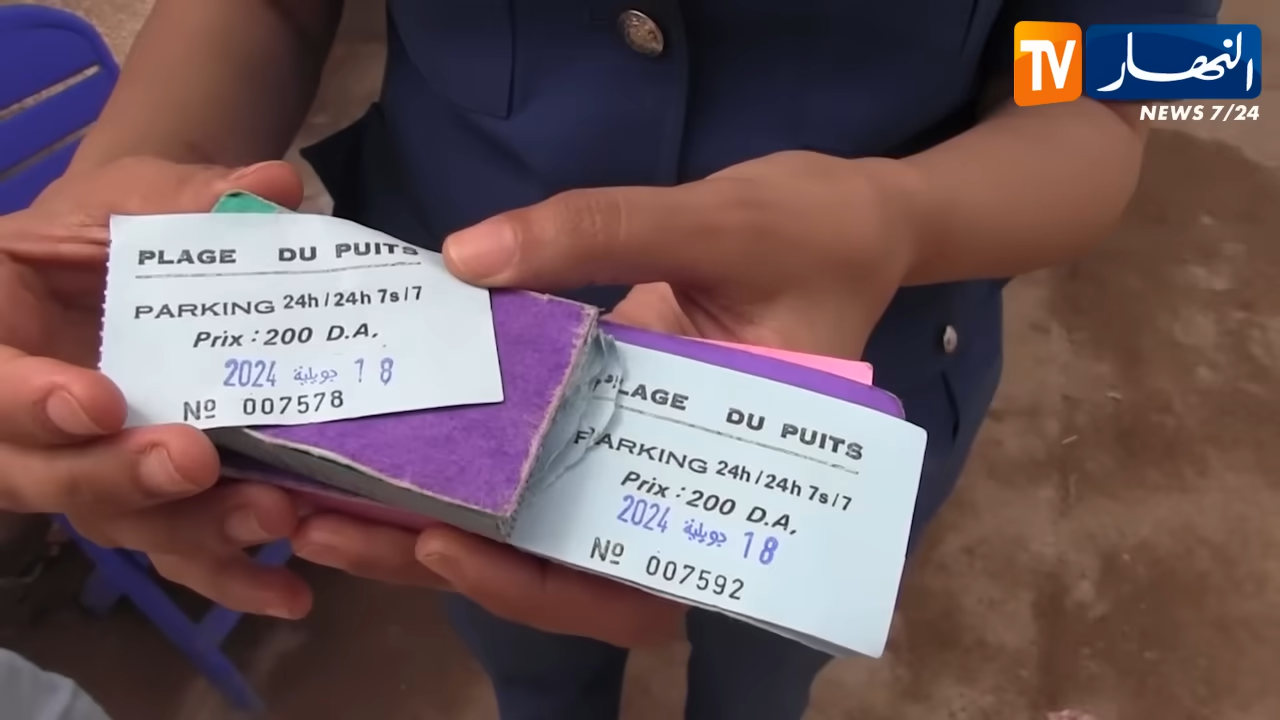 TV النهار
NEWS 7/24
PLAGE DU PUITS
PARKING 24h/24h 7s/7
Prix : 200 D.A,
2024 جويلية 18
Nº 007578
PLAGE DU PUITS
PARKING 24h/24h 7s/7
Prix : 200 D.A,
2024 جويلية 18
Nº 007592